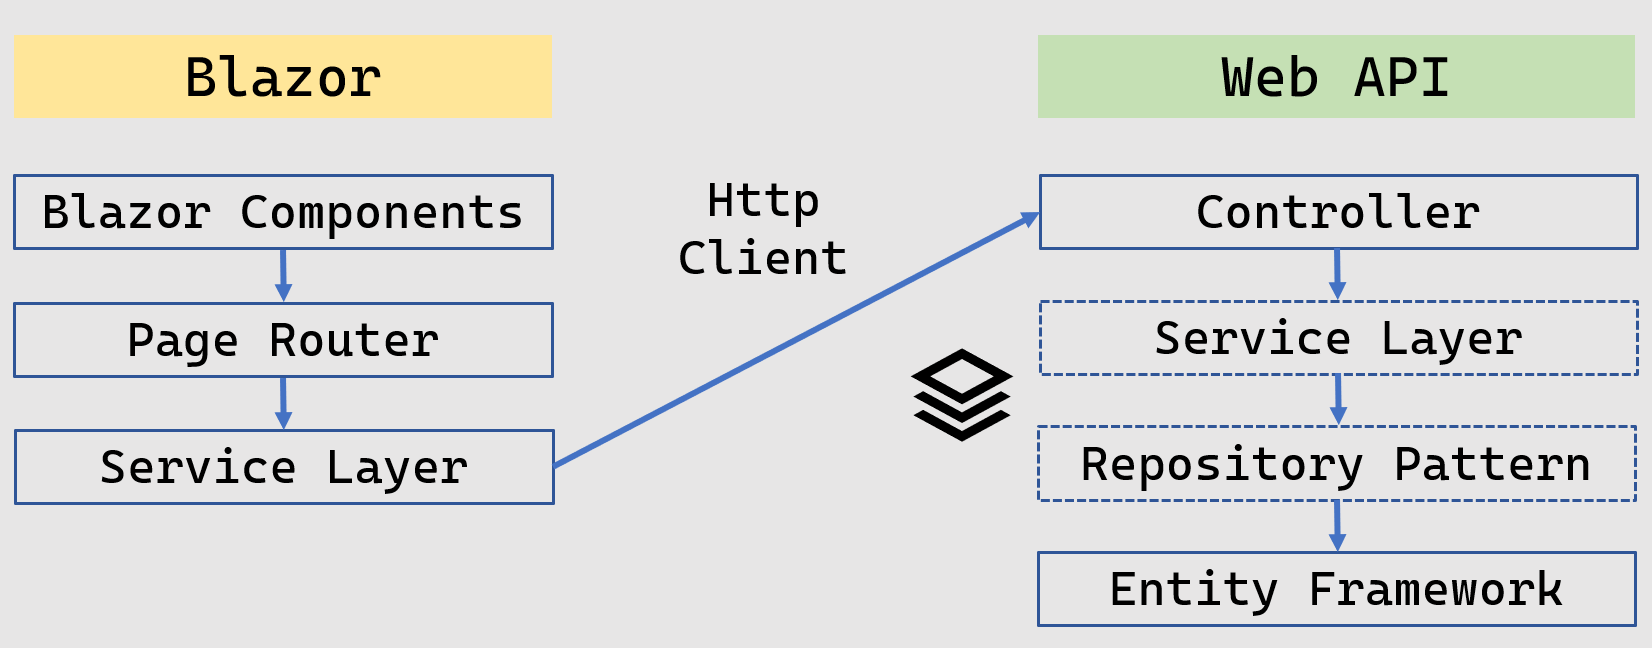 Blazor
Blazor Components
Page Router
Service Layer
Http
Client
Web API
Controller
Service Layer
Repository Pattern
Entity Framework